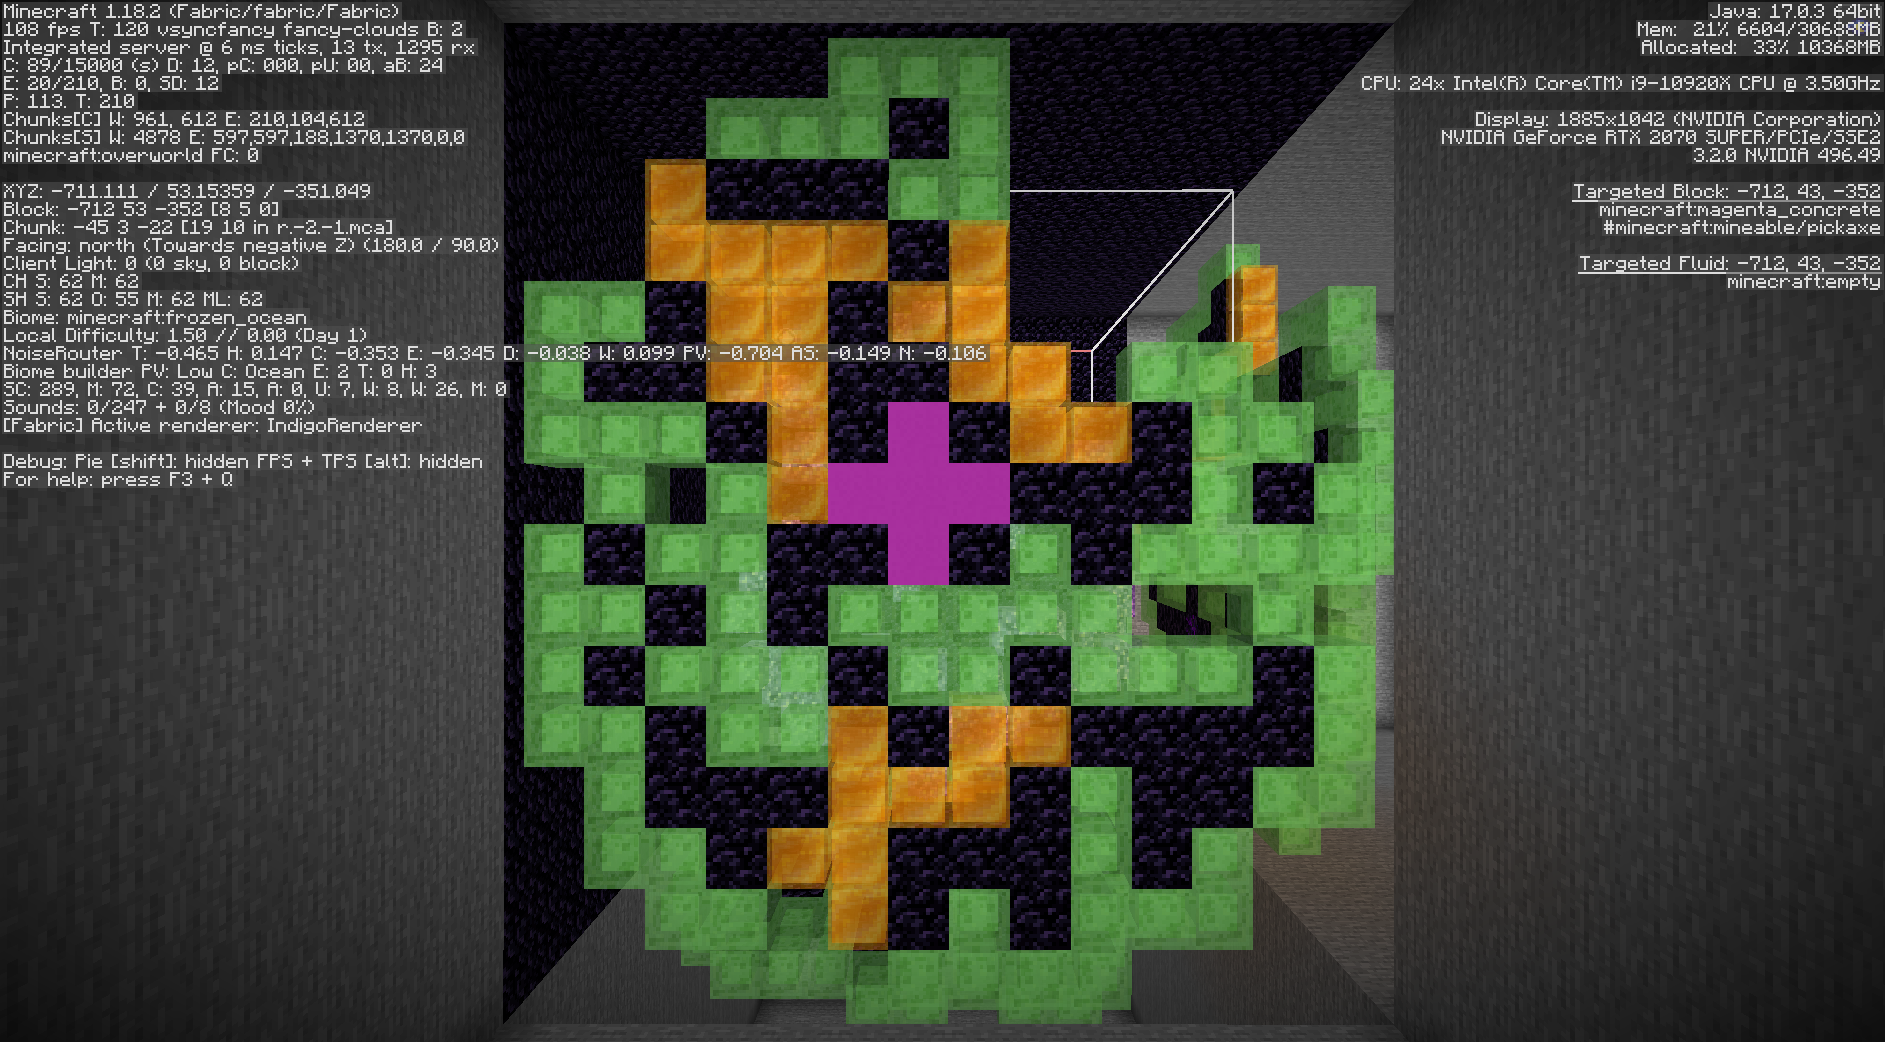 Minecraft 1.18.2 (Fabric/fabric/Fabric)
108 fps T: 120 vsyncfancy fancy-clouds B: 2
Integrated server @ 6 ms ticks, 13 tx, 1295 rx
C: 89/15000 (s) D: 12, pC: 000, pU: 00, aB: 24
E: 20/210, B: 0, SD: 12
P: 113. T: 210
Chunks[C] W: 961, 612 E: 210,104,612
Chunks[S] W: 4878 E: 597,597,188,1370,1370,0,0
minecraft:overworld FC: 0
XYZ: -711.111 / 53.15359 / -351.049
Block: -712 53 -352 [8 5 0]
Chunk: -45 3 -22 [19 10 in r.-2.-1.mca]
Facing: north (Towards negative Z) (180.0 / 90.0)
Client Light: 0 (0 sky, 0 block)
CH S: 62 M: 62
SH S: 62 O: 55 M: 62 ML: 62
Biome: minecraft:frozen_ocean
Local Difficulty: 1.50 // 0.00 (Day 1)
NoiseRouter T: -0.465 H: 0.147 C: -0.353 E: -0.345 D: -0.038 W: 0.099 PV: -0.704 AS: -0.149 N: -0.106
Biome builder PV: Low C: Ocean E: 2 T: 0 H: 3
SC: 289, M: 72, C: 39, A: 15, A: 0, U: 7, W: 8, W: 26, M: 0
Sounds: 0/247 + 0/8 (Mood 0%)
[Fabric] Active renderer: IndigoRenderer
Debug: Pie [shift]: hidden FPS + TPS [alt]: hidden
For help: press F3 + Q
Java: 17.0.3 64bit
Mem: 21% 6604/30688MB
Allocated: 33% 10368MB
CPU: 24x Intel(R) Core(TM) i9-10920X CPU @ 3.50GHz
Display: 1885x1042 (NVIDIA Corporation)
NVIDIA GeForce RTX 2070 SUPER/PCIe/SSE2
3.2.0 NVIDIA 496.49
Targeted Block: -712, 43, -352
minecraft:magenta_concrete
#minecraft:mineable/pickaxe
Targeted Fluid: -712, 43, -352
minecraft:empty